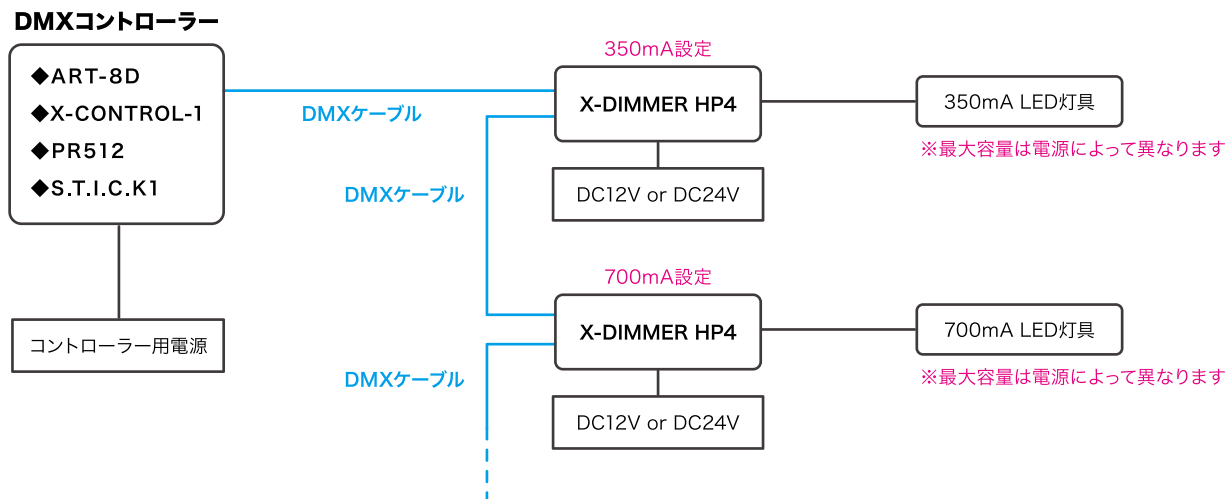 DMXコントローラー
◆ART-8D
◆X-CONTROL-1
◆PR512
◆S.T.I.C.K1
コントローラー用電源
DMXケーブル
350mA設定
X-DIMMER HP4
DC12V or DC24V
350mA LED灯具
※最大容量は電源によって異なります
DMXケーブル
700mA設定
X-DIMMER HP4
DC12V or DC24V
700mA LED灯具
※最大容量は電源によって異なります
DMXケーブル